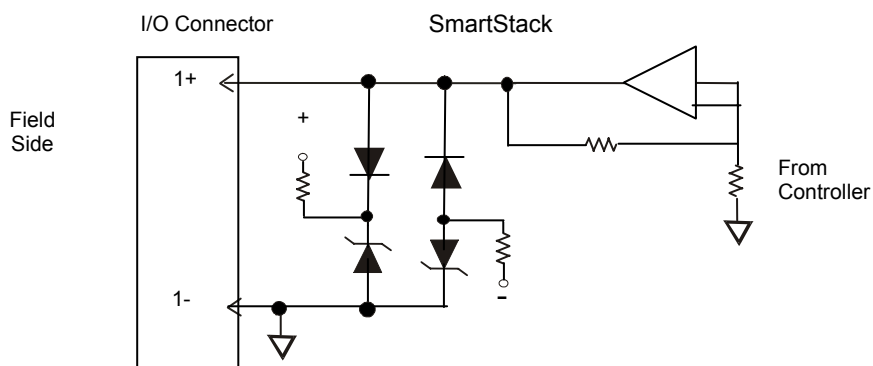 I/O Connector
SmartStack
1+
Field
Side
+
From
Controller
1-
-